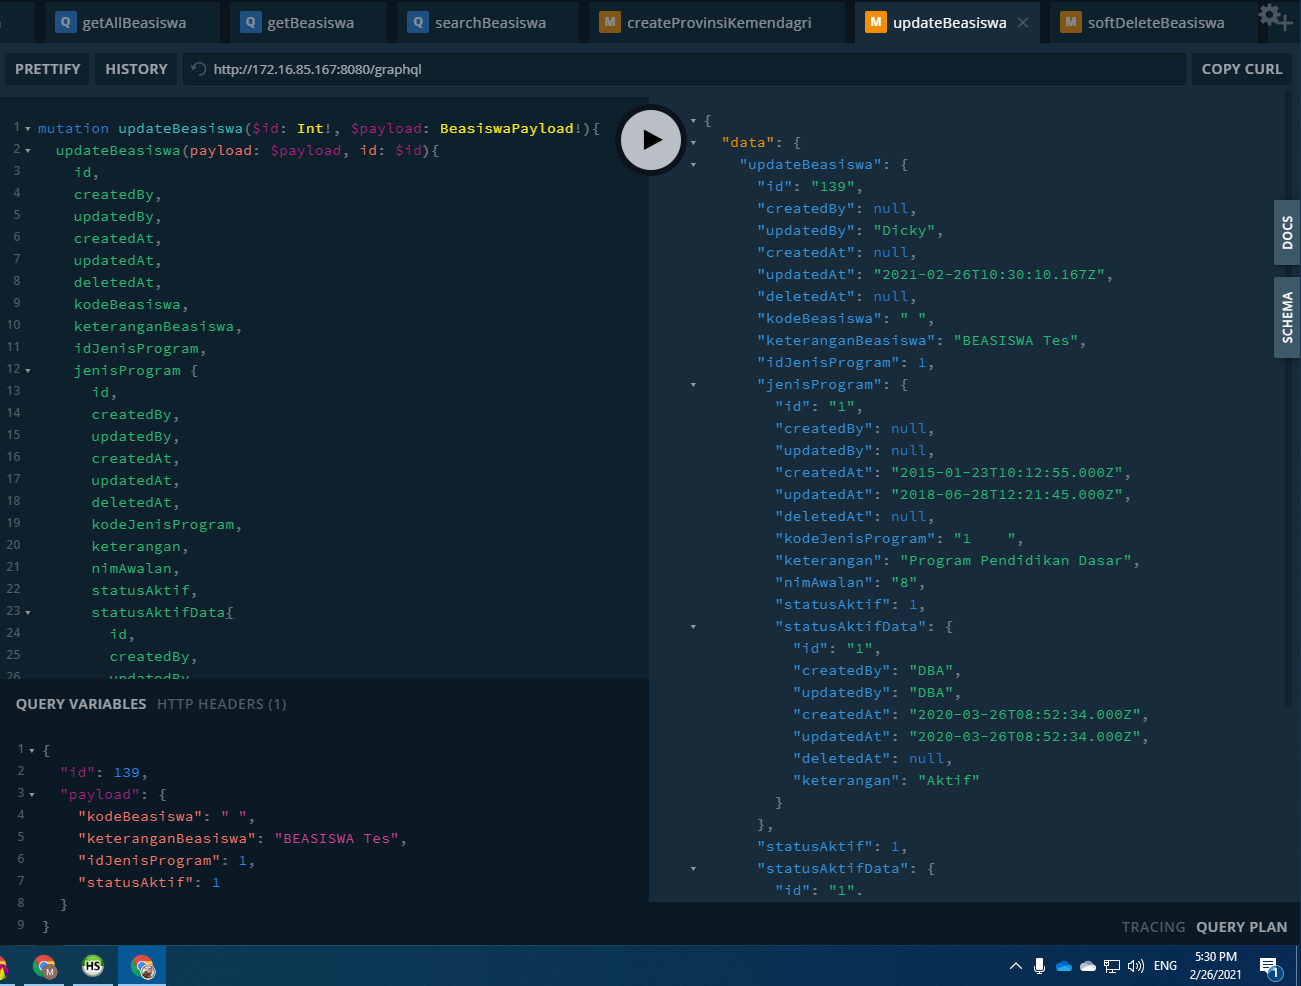 Q getAllBeasiswa
Q getBeasiswa
Q searchBeasiswa
M createProvinsiKemendagri
M updateBeasiswa
M softDeleteBeasiswa
PRETTIFY HISTORY http://172.16.85.167:8080/graphql COPY CURL
1 mutation updateBeasiswa($id: Int!, $payload: BeasiswaPayload!){
2 updateBeasiswa(payload: $payload, id: $id){
3 id,
4 createdBy,
5 updatedBy,
6 createdAt,
7 updatedAt,
8 deletedAt,
9 kodeBeasiswa,
10 keteranganBeasiswa,
11 idJenisProgram,
12 jenisProgram {
13 id,
14 createdBy,
15 updatedBy,
16 createdAt,
17 updatedAt,
18 deletedAt,
19 kodeJenisProgram,
20 keterangan,
21 nimAwalan,
22 statusAktif,
23 statusAktifData{
24 id,
25 createdBy,
26 updatedBy
QUERY VARIABLES HTTP HEADERS (1)
1 {
2 "id": 139,
3 "payload": {
4 "kodeBeasiswa": " ",
5 "keteranganBeasiswa": "BEASISWA Tes",
6 "idJenisProgram": 1,
7 "statusAktif": 1
8 }
9 }
{
"data": {
"updateBeasiswa": {
"id": "139",
"createdBy": null,
"updatedBy": "Dicky",
"createdAt": null,
"updatedAt": "2021-02-26T10:30:10.167Z",
"deletedAt": null,
"kodeBeasiswa": " ",
"keteranganBeasiswa": "BEASISWA Tes",
"idJenisProgram": 1,
"jenisProgram": {
"id": "1",
"createdBy": null,
"updatedBy": null,
"createdAt": "2015-01-23T10:12:55.000Z",
"updatedAt": "2018-06-28T12:21:45.000Z",
"deletedAt": null,
"kodeJenisProgram": "1    ",
"keterangan": "Program Pendidikan Dasar",
"nimAwalan": "8",
"statusAktif": 1,
"statusAktifData": {
"id": "1",
"createdBy": "DBA",
"updatedBy": "DBA",
"createdAt": "2020-03-26T08:52:34.000Z",
"updatedAt": "2020-03-26T08:52:34.000Z",
"deletedAt": null,
"keterangan": "Aktif"
}
},
"statusAktif": 1,
"statusAktifData": {
"id": "1",
DOCS
SCHEMA
TRACING QUERY PLAN
M
HS
ENG
5:30 PM
2/26/2021
1